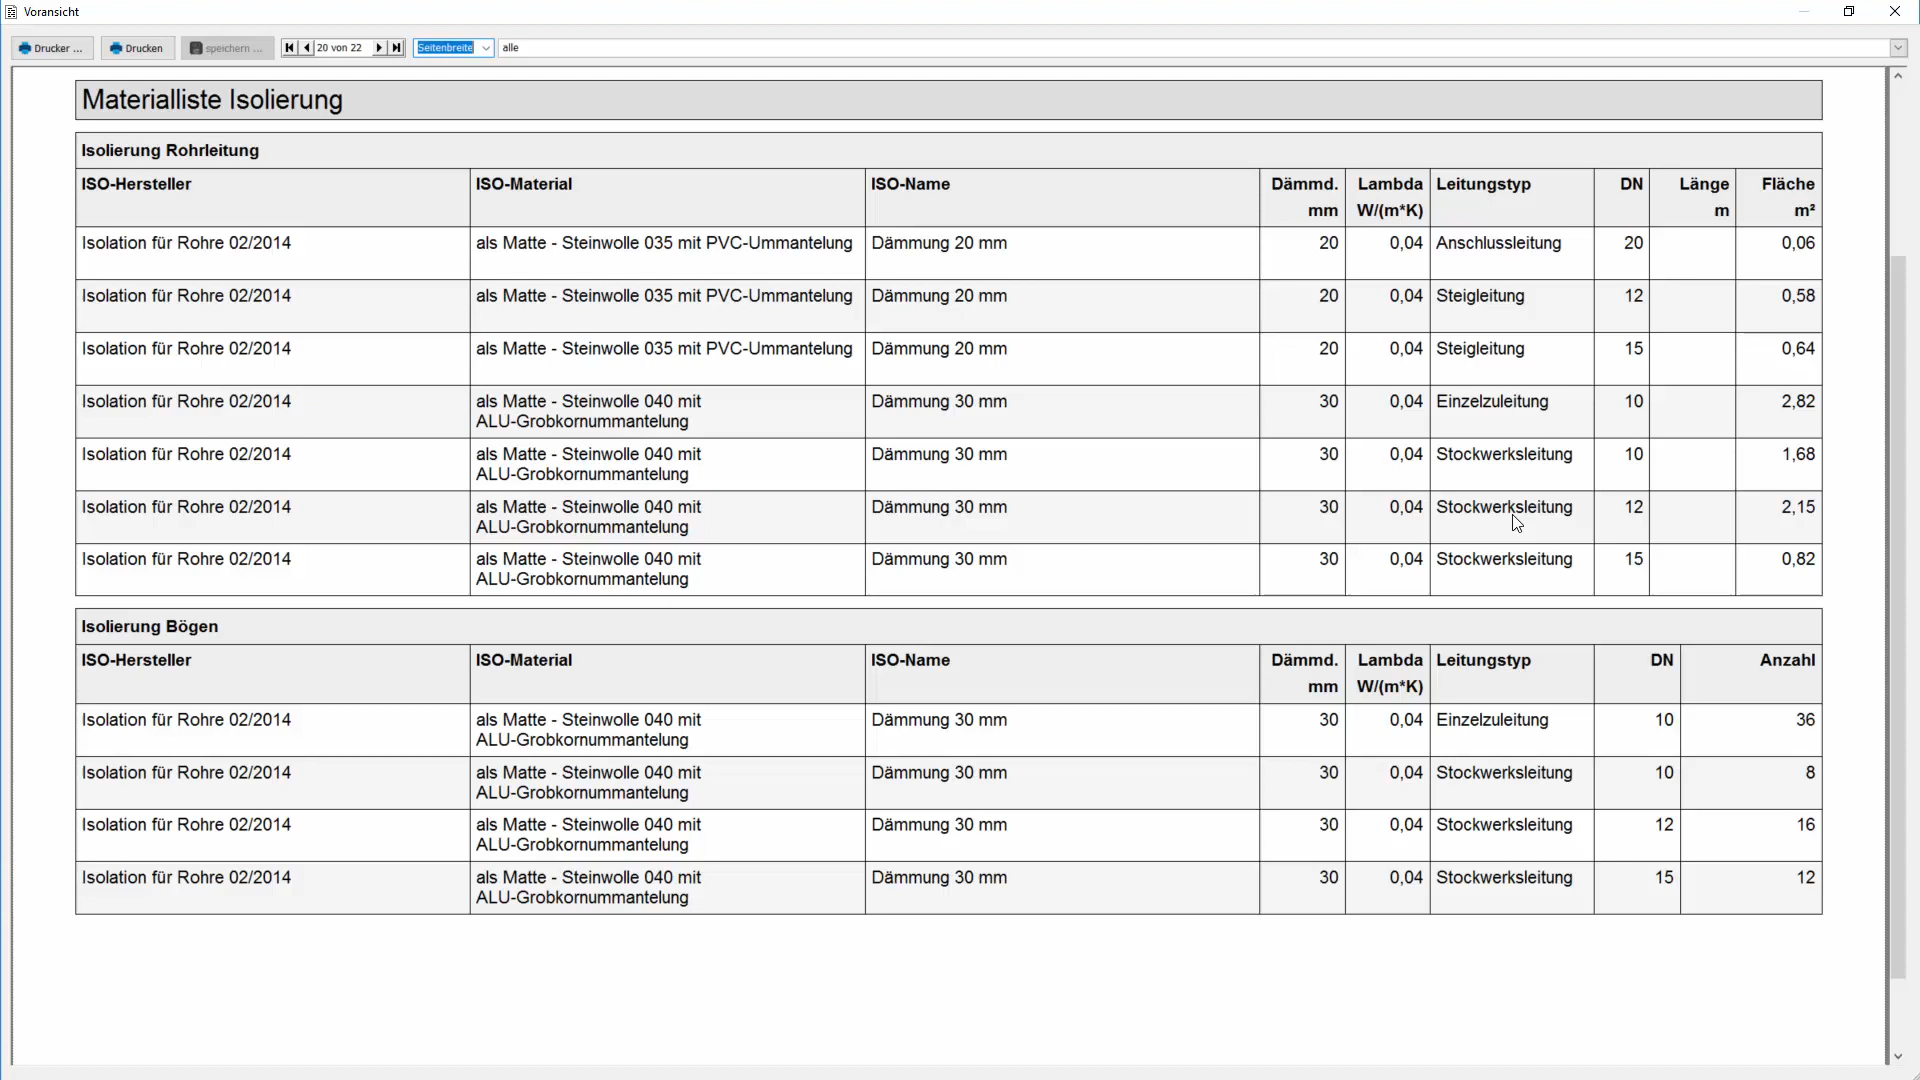 Voransicht
Drucker ... Drucken speichern ... 20 von 22 Seitenbreite alle
Materialliste Isolierung
Isolierung Rohrleitung
ISO-Hersteller ISO-Material ISO-Name Dämmd. Lambda Leitungstyp DN Länge Fläche
mm W/(m*K) m m²
Isolation für Rohre 02/2014 als Matte - Steinwolle 035 mit PVC-Ummantelung Dämmung 20 mm 20 0,04 Anschlussleitung 20 0,06
Isolation für Rohre 02/2014 als Matte - Steinwolle 035 mit PVC-Ummantelung Dämmung 20 mm 20 0,04 Steigleitung 12 0,58
Isolation für Rohre 02/2014 als Matte - Steinwolle 035 mit PVC-Ummantelung Dämmung 20 mm 20 0,04 Steigleitung 15 0,64
Isolation für Rohre 02/2014 als Matte - Steinwolle 040 mit Dämmung 30 mm 30 0,04 Einzelzuleitung 10 2,82
ALU-Grobkornummantelung
Isolation für Rohre 02/2014 als Matte - Steinwolle 040 mit Dämmung 30 mm 30 0,04 Stockwerksleitung 10 1,68
ALU-Grobkornummantelung
Isolation für Rohre 02/2014 als Matte - Steinwolle 040 mit Dämmung 30 mm 30 0,04 Stockwerksleitung 12 2,15
ALU-Grobkornummantelung
Isolation für Rohre 02/2014 als Matte - Steinwolle 040 mit Dämmung 30 mm 30 0,04 Stockwerksleitung 15 0,82
ALU-Grobkornummantelung
Isolierung Bögen
ISO-Hersteller ISO-Material ISO-Name Dämmd. Lambda Leitungstyp DN Anzahl
mm W/(m*K)
Isolation für Rohre 02/2014 als Matte - Steinwolle 040 mit Dämmung 30 mm 30 0,04 Einzelzuleitung 10 36
ALU-Grobkornummantelung
Isolation für Rohre 02/2014 als Matte - Steinwolle 040 mit Dämmung 30 mm 30 0,04 Stockwerksleitung 10 8
ALU-Grobkornummantelung
Isolation für Rohre 02/2014 als Matte - Steinwolle 040 mit Dämmung 30 mm 30 0,04 Stockwerksleitung 12 16
ALU-Grobkornummantelung
Isolation für Rohre 02/2014 als Matte - Steinwolle 040 mit Dämmung 30 mm 30 0,04 Stockwerksleitung 15 12
ALU-Grobkornummantelung